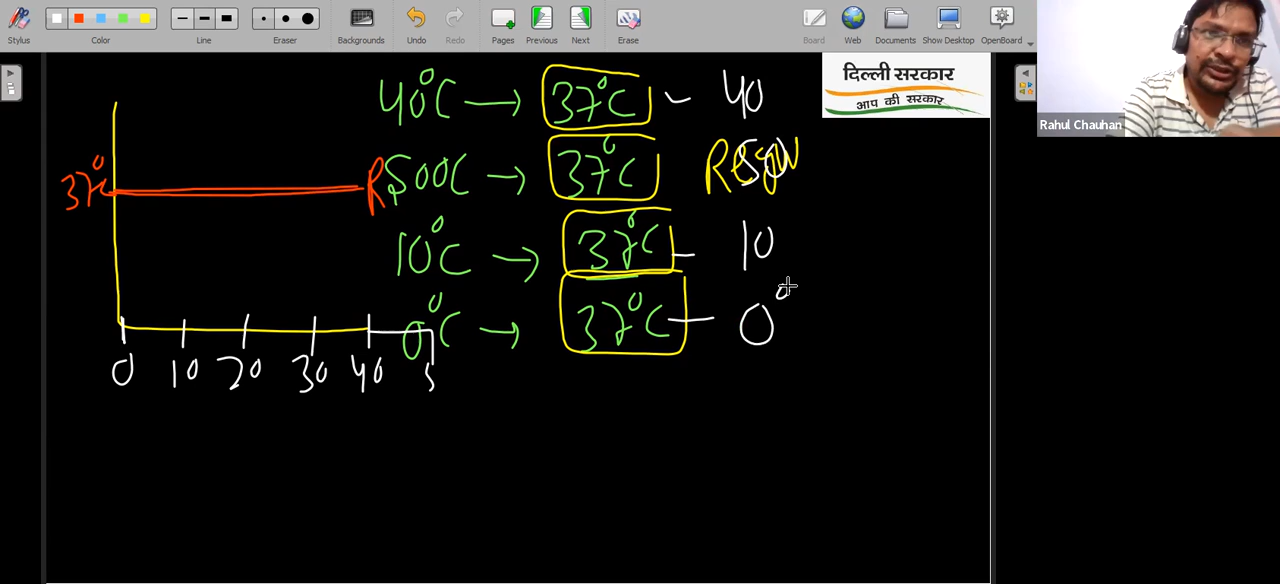 Stylus Color Line Eraser Backgrounds Undo Redo Pages Previous Next Erase Board Web Documents Show Desktop OpenBoard
Rahul Chauhan
दिल्ली सरकार
आप की सरकार
40°C → 37°C - 40
500C → 37°C 50
37°C R
10°C → 37°C - 10
0°C → 37°C - 0°
0 10 20 30 40